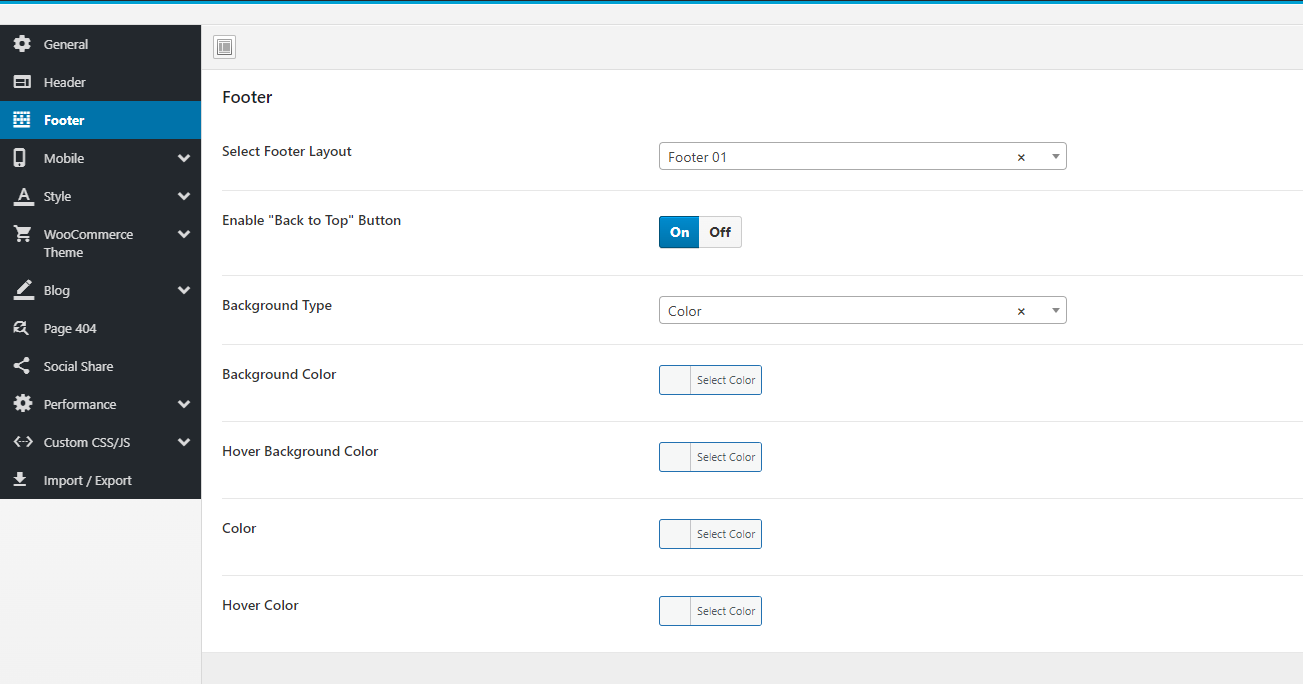 General
Header
Footer
Mobile
Style
WooCommerce
Theme
Blog
Page 404
Social Share
Performance
Custom CSS/JS
Import / Export
Footer
Select Footer Layout
Footer 01 ×
Enable "Back to Top" Button
On Off
Background Type
Color ×
Background Color
Select Color
Hover Background Color
Select Color
Color
Select Color
Hover Color
Select Color